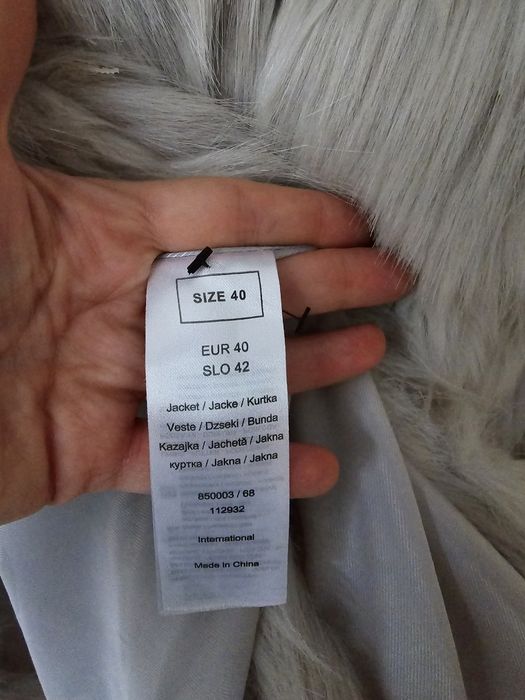 SIZE 40
EUR 40
SLO 42
Jacket / Jacke / Kurtka
Veste / Dzseki / Bunda
Kazajka / Jachetă / Jakna
куртка / Jakna / Jakna
850003 / 68
112932
International
Made in China